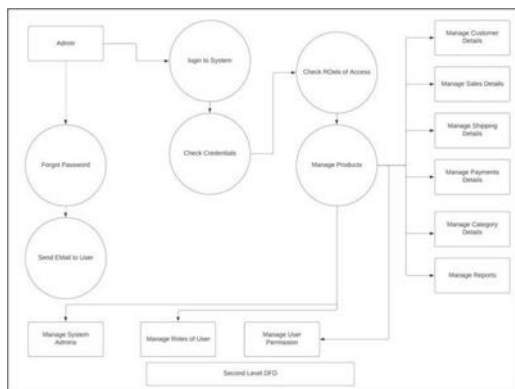 Admin
login to System
Check ROels of Access
Manage Customer
Details
Manage Sales Details
Manage Shipping
Details
Check Credentials
Forgot Password
Manage Products
Manage Payments
Details
Manage Category
Details
Send EMail to User
Manage Reports
Manage System
Admins
Manage Roles of User
Manage User
Permission
Second Level DFD